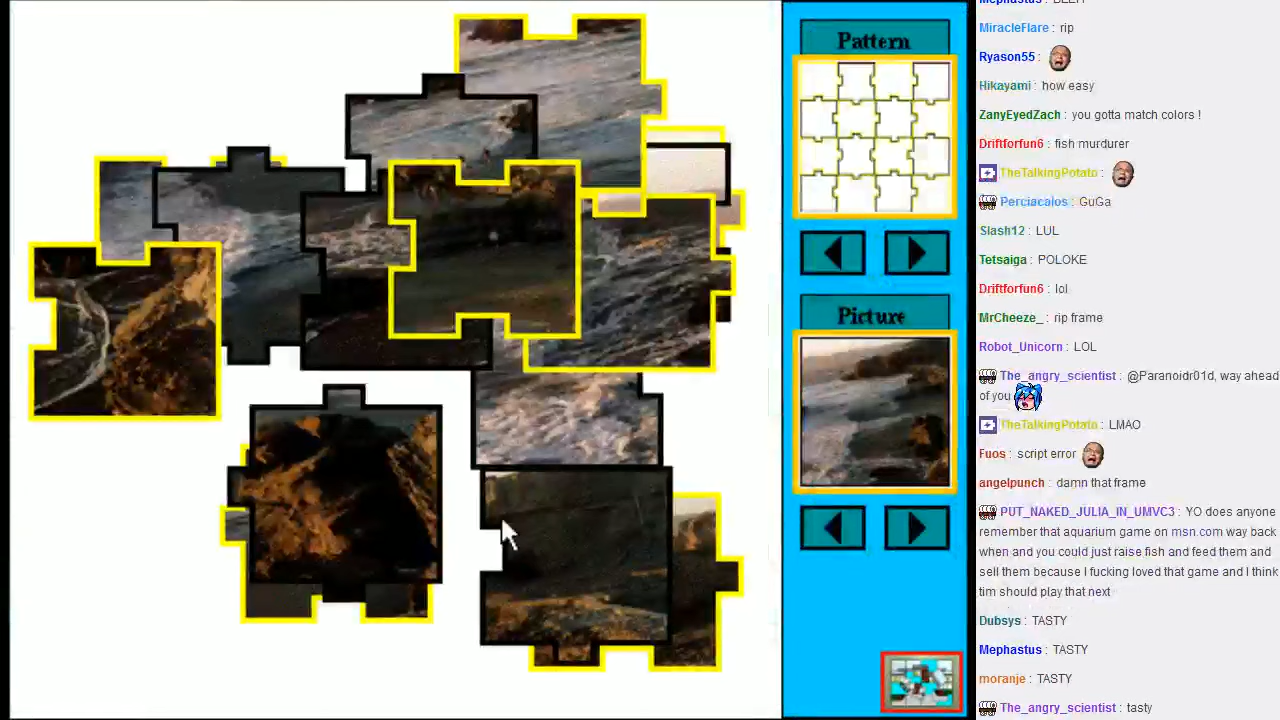 Pattern
Picture
Mephastus : BLEH
MiracleFlare : rip
Ryason55 :
Hikayami : how easy
ZanyEyedZach : you gotta match colors !
Driftforfun6 : fish murdurer
TheTalkingPotato :
Perciacalos : GuGa
Slash12 : LUL
Tetsaiga : POLOKE
Driftforfun6 : lol
MrCheeze_ : rip frame
Robot_Unicorn : LOL
The_angry_scientist : @Paranoidr01d, way ahead
of you
TheTalkingPotato : LMAO
Fuos : script error
angelpunch : damn that frame
PUT_NAKED_JULIA_IN_UMVC3 : YO does anyone
remember that aquarium game on msn.com way back
when and you could just raise fish and feed them and
sell them because I fucking loved that game and I think
tim should play that next
Dubsys : TASTY
Mephastus : TASTY
moranje : TASTY
The_angry_scientist : tasty